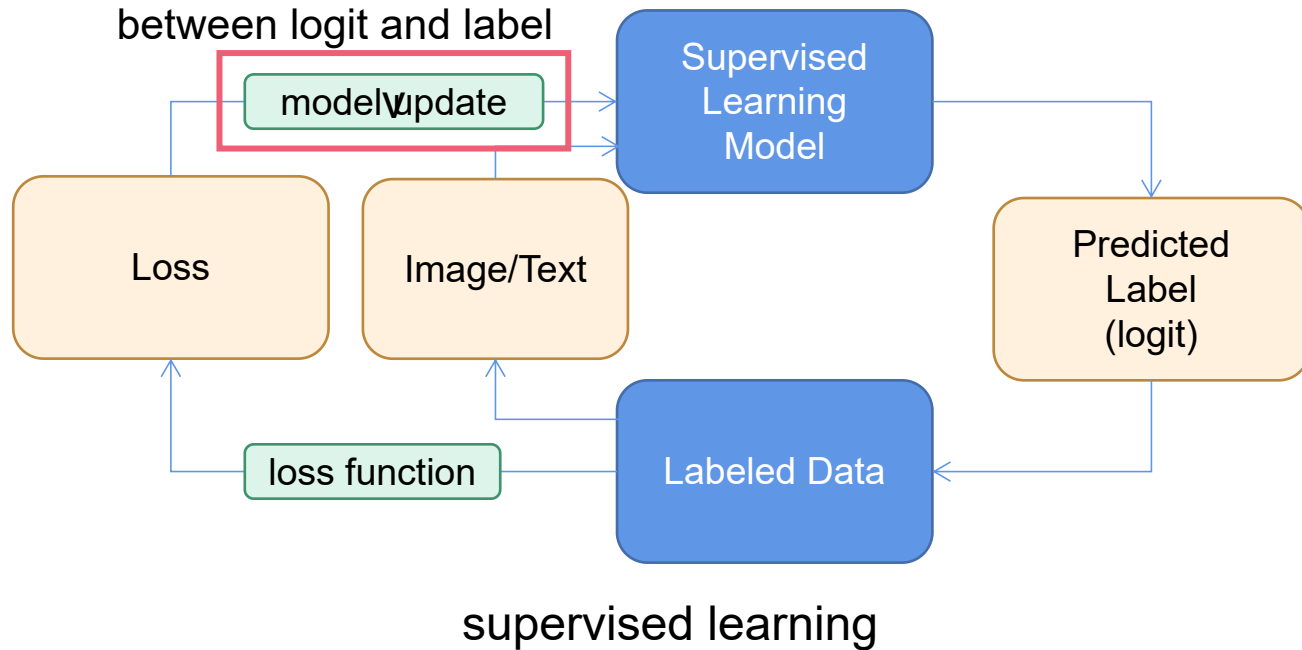 between logit and label
model update
Supervised
Learning
Model
Loss
Image/Text
Predicted
Label
(logit)
loss function
Labeled Data
supervised learning